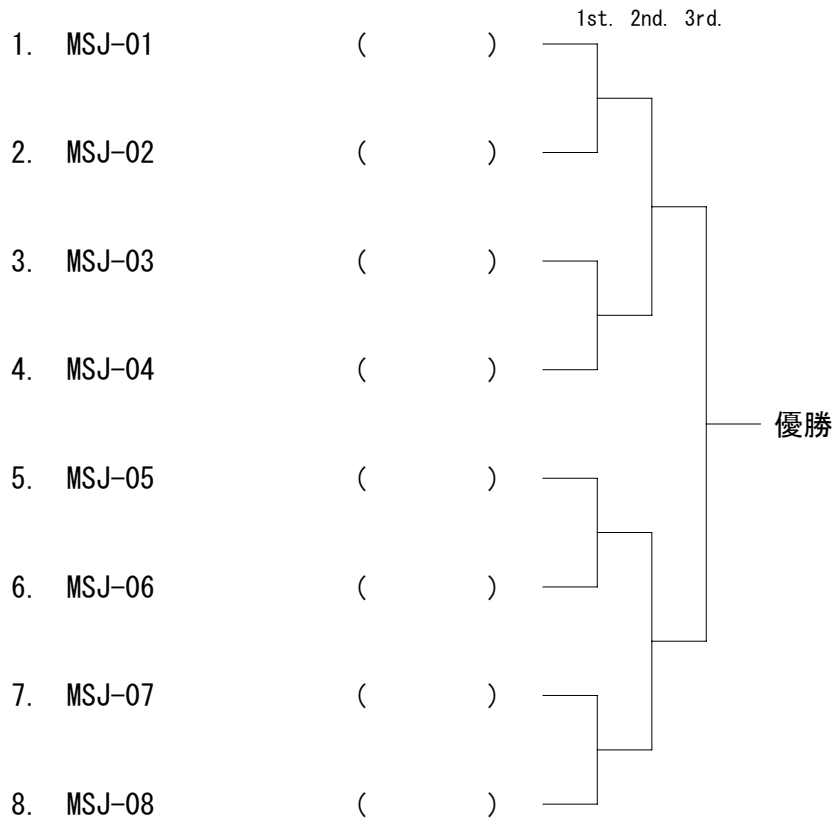 1st. 2nd. 3rd.
1. MSJ-01 ( )
2. MSJ-02 ( )
3. MSJ-03 ( )
4. MSJ-04 ( )
優勝
5. MSJ-05 ( )
6. MSJ-06 ( )
7. MSJ-07 ( )
8. MSJ-08 ( )